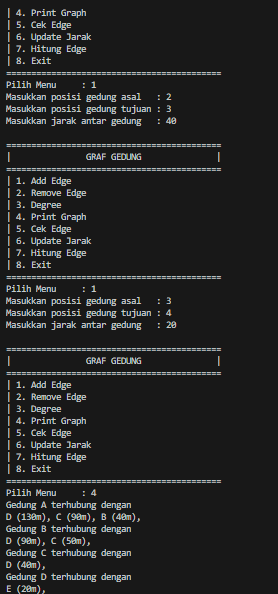 | 4. Print Graph
| 5. Cek Edge
| 6. Update Jarak
| 7. Hitung Edge
| 8. Exit
===========================================
Pilih Menu     : 1
Masukkan posisi gedung asal   : 2
Masukkan posisi gedung tujuan : 3
Masukkan jarak antar gedung   : 40

===========================================
|               GRAF GEDUNG               |
===========================================
| 1. Add Edge
| 2. Remove Edge
| 3. Degree
| 4. Print Graph
| 5. Cek Edge
| 6. Update Jarak
| 7. Hitung Edge
| 8. Exit
===========================================
Pilih Menu     : 1
Masukkan posisi gedung asal   : 3
Masukkan posisi gedung tujuan : 4
Masukkan jarak antar gedung   : 20

===========================================
|               GRAF GEDUNG               |
===========================================
| 1. Add Edge
| 2. Remove Edge
| 3. Degree
| 4. Print Graph
| 5. Cek Edge
| 6. Update Jarak
| 7. Hitung Edge
| 8. Exit
===========================================
Pilih Menu     : 4
Gedung A terhubung dengan
D (130m), C (90m), B (40m),
Gedung B terhubung dengan
D (90m), C (50m),
Gedung C terhubung dengan
D (40m),
Gedung D terhubung dengan
E (20m),